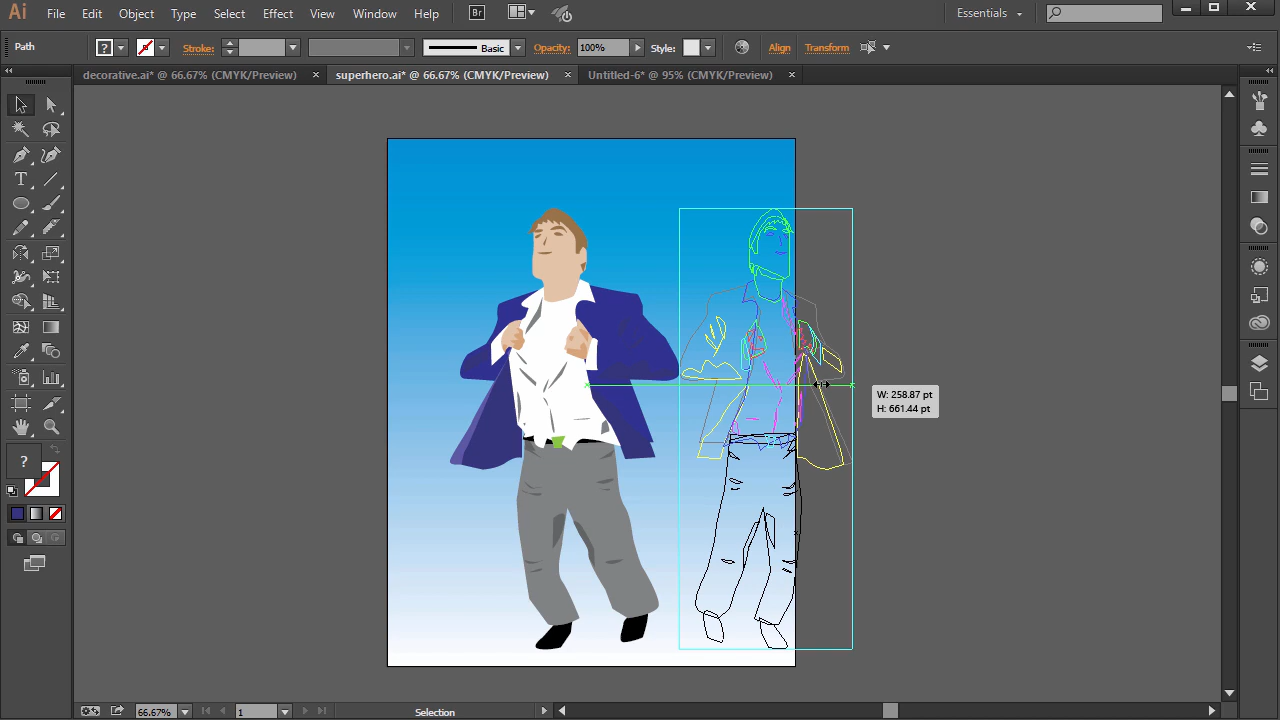 Ai File Edit Object Type Select Effect View Window Help Br Essentials
Path ? Stroke: Basic Opacity: 100% Style: Align Transform
decorative.ai* @ 66.67% (CMYK/Preview) × superhero.ai* @ 66.67% (CMYK/Preview) × Untitled-6* @ 95% (CMYK/Preview) ×
T
W: 258.87 pt
H: 661.44 pt
?
66.67% 1 Selection